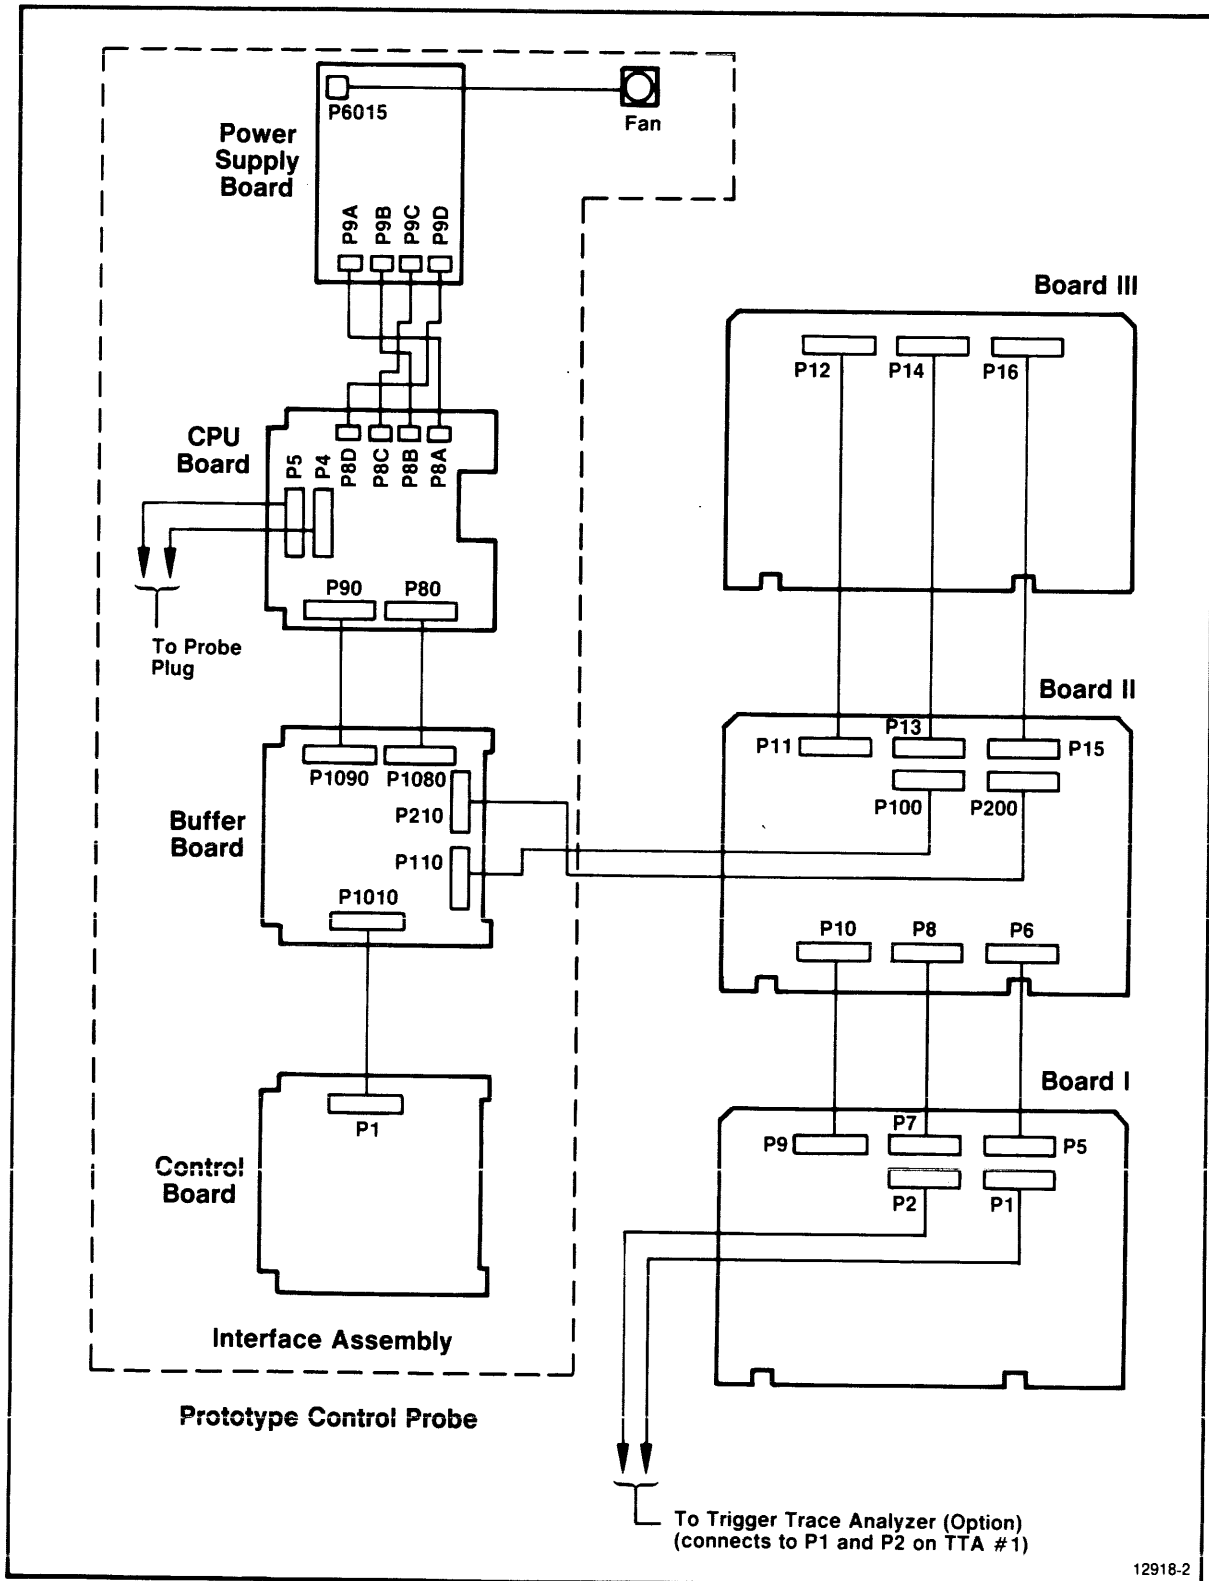 P6015
Fan
Power
Supply
Board
P9A
P9B
P9C
P9D
Board III
P12
P14
P16
CPU
Board
P5
P4
P8D
P8C
P8B
P8A
P90
P80
To Probe
Plug
Board II
P11
P13
P15
P100
P200
P1090
P1080
P210
Buffer
Board
P110
P1010
P10
P8
P6
Board I
P1
P9
P7
P5
P2
P1
Control
Board
Interface Assembly
Prototype Control Probe
To Trigger Trace Analyzer (Option)
(connects to P1 and P2 on TTA #1)
12918-2